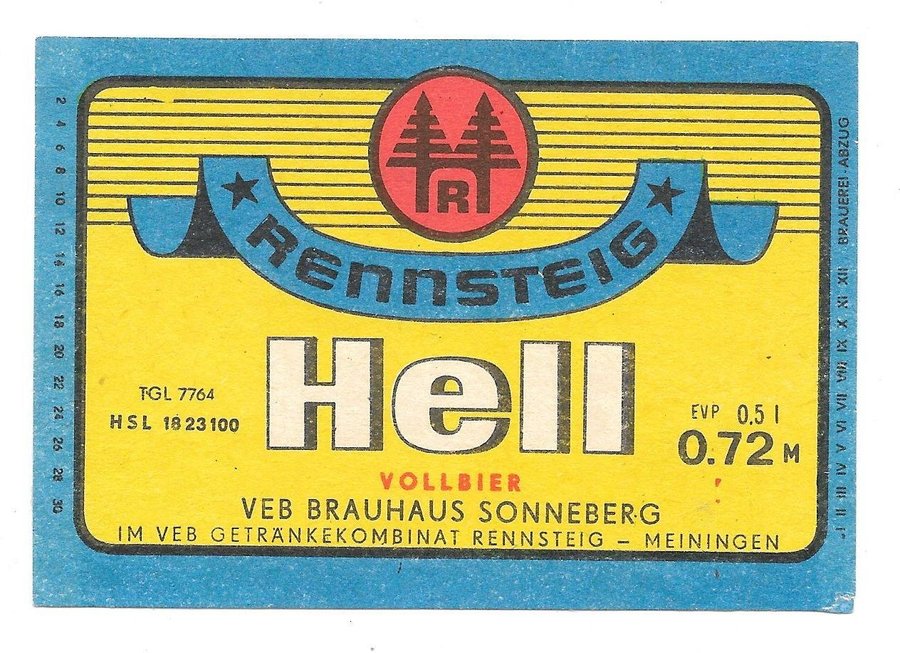 R
RENNSTEIG
Hell
TGL 7764
HSL 1823100
EVP 0.5 l
0.72 M
VOLLBIER
VEB BRAUHAUS SONNEBERG
IM VEB GETRÄNKEKOMBINAT RENNSTEIG – MEININGEN
2 4 6 8 10 12 14 16 18 20 22 24 26 28 30
I II III IV V VI VII VIII IX X XI XII BRAUEREI-ABZUG